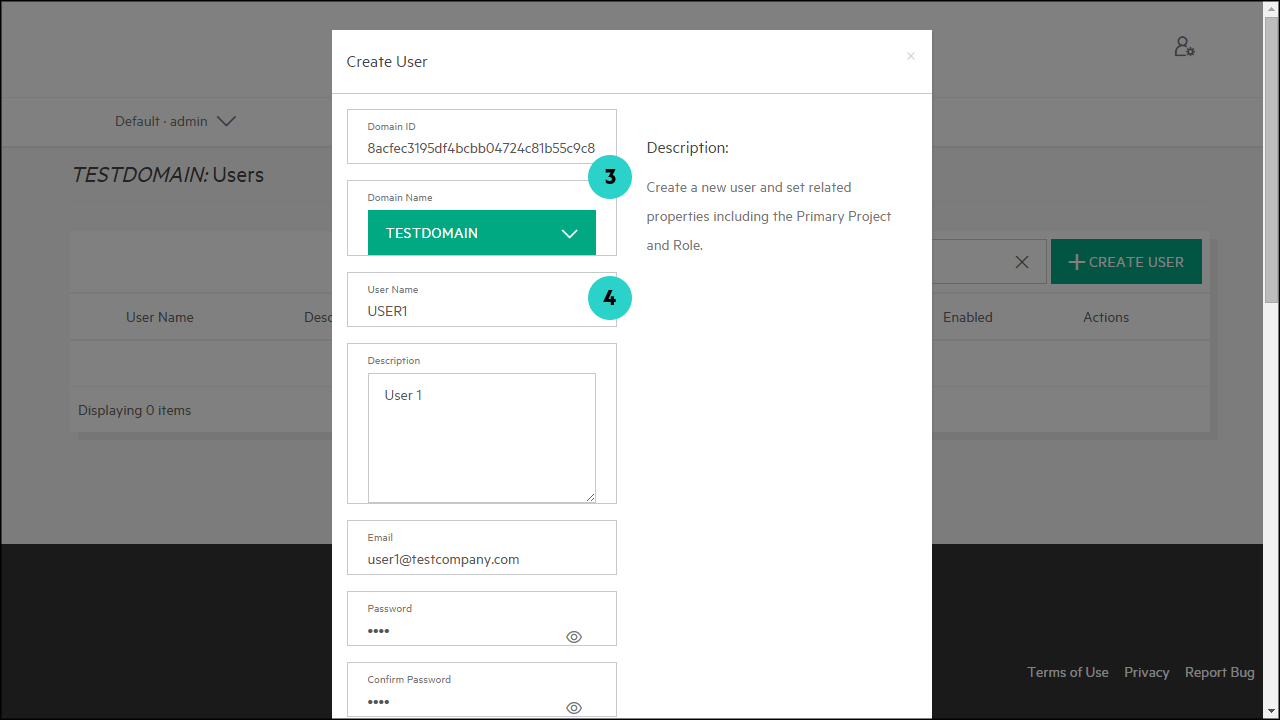 Create User
×
Default · admin
TESTDOMAIN: Users
Domain ID
8acfec3195df4bcbb04724c81b55c9c8
3
Domain Name
TESTDOMAIN
User Name
USER1
4
Description
User 1
Email
user1@testcompany.com
Password
••••
Confirm Password
••••
Description:
Create a new user and set related
properties including the Primary Project
and Role.
CREATE USER
User Name
Desc
Enabled
Actions
Displaying 0 items
Terms of Use Privacy Report Bug